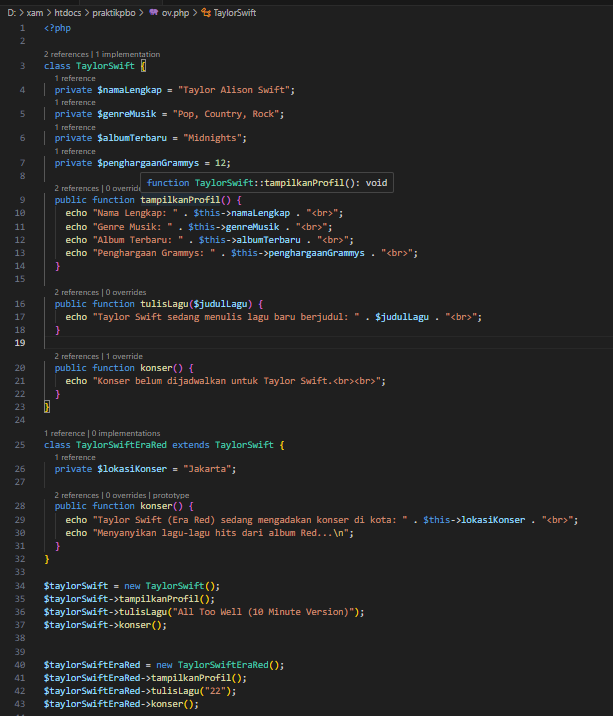 D: > xam > htdocs > praktikpbo > ov.php > TaylorSwift
1 <?php
2
2 references | 1 implementation
3 class TaylorSwift {
1 reference
4 private $namaLengkap = "Taylor Alison Swift";
1 reference
5 private $genreMusik = "Pop, Country, Rock";
1 reference
6 private $albumTerbaru = "Midnights";
1 reference
7 private $penghargaanGrammys = 12;
8
function TaylorSwift::tampilkanProfil(): void
2 references | 0 overrid
9 public function tampilkanProfil() {
10 echo "Nama Lengkap: " . $this->namaLengkap . "<br>";
11 echo "Genre Musik: " . $this->genreMusik . "<br>";
12 echo "Album Terbaru: " . $this->albumTerbaru . "<br>";
13 echo "Penghargaan Grammys: " . $this->penghargaanGrammys . "<br>";
14 }
15
2 references | 0 overrides
16 public function tulisLagu($judulLagu) {
17 echo "Taylor Swift sedang menulis lagu baru berjudul: " . $judulLagu . "<br>";
18 }
19
2 references | 1 override
20 public function konser() {
21 echo "Konser belum dijadwalkan untuk Taylor Swift.<br><br>";
22 }
23 }
24
1 reference | 0 implementations
25 class TaylorSwiftEraRed extends TaylorSwift {
1 reference
26 private $lokasiKonser = "Jakarta";
27
2 references | 0 overrides | prototype
28 public function konser() {
29 echo "Taylor Swift (Era Red) sedang mengadakan konser di kota: " . $this->lokasiKonser . "<br>";
30 echo "Menyanyikan lagu-lagu hits dari album Red...\n";
31 }
32 }
33
34 $taylorSwift = new TaylorSwift();
35 $taylorSwift->tampilkanProfil();
36 $taylorSwift->tulisLagu("All Too Well (10 Minute Version)");
37 $taylorSwift->konser();
38
39
40 $taylorSwiftEraRed = new TaylorSwiftEraRed();
41 $taylorSwiftEraRed->tampilkanProfil();
42 $taylorSwiftEraRed->tulisLagu("22");
43 $taylorSwiftEraRed->konser();